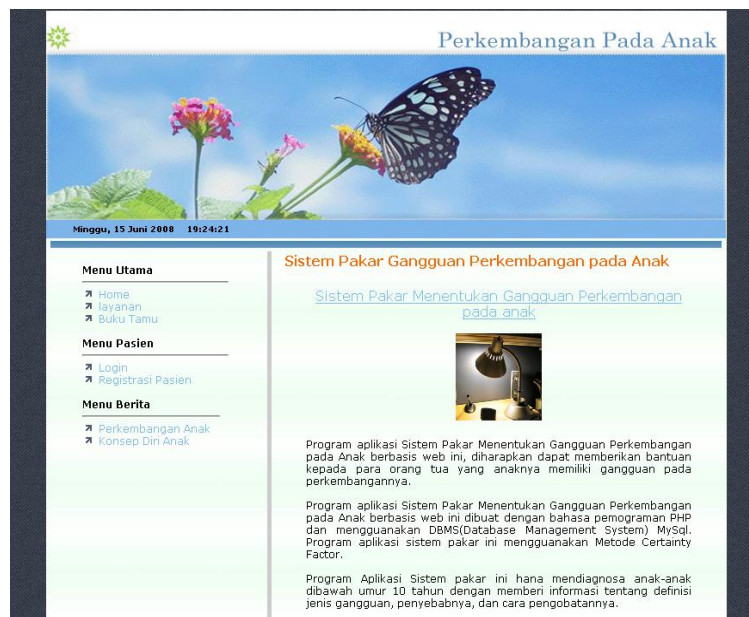 Perkembangan Pada Anak
Minggu, 15 Juni 2008 19:24:21
Menu Utama
Home
layanan
Buku Tamu
Menu Pasien
Login
Registrasi Pasien
Menu Berita
Perkembangan Anak
Konsep Diri Anak
Sistem Pakar Gangguan Perkembangan pada Anak
Sistem Pakar Menentukan Gangguan Perkembangan
pada anak
Program aplikasi Sistem Pakar Menentukan Gangguan Perkembangan
pada Anak berbasis web ini, diharapkan dapat memberikan bantuan
kepada para orang tua yang anaknya memiliki gangguan pada
perkembangannya.
Program aplikasi Sistem Pakar Menentukan Gangguan Perkembangan
pada Anak berbasis web ini dibuat dengan bahasa pemograman PHP
dan mengguanakan DBMS(Database Management System) MySql.
Program aplikasi sistem pakar ini mengguanakan Metode Certainty
Factor.
Program Aplikasi Sistem pakar ini hana mendiagnosa anak-anak
dibawah umur 10 tahun dengan memberi informasi tentang definisi
jenis gangguan, penyebabnya, dan cara pengobatannya.